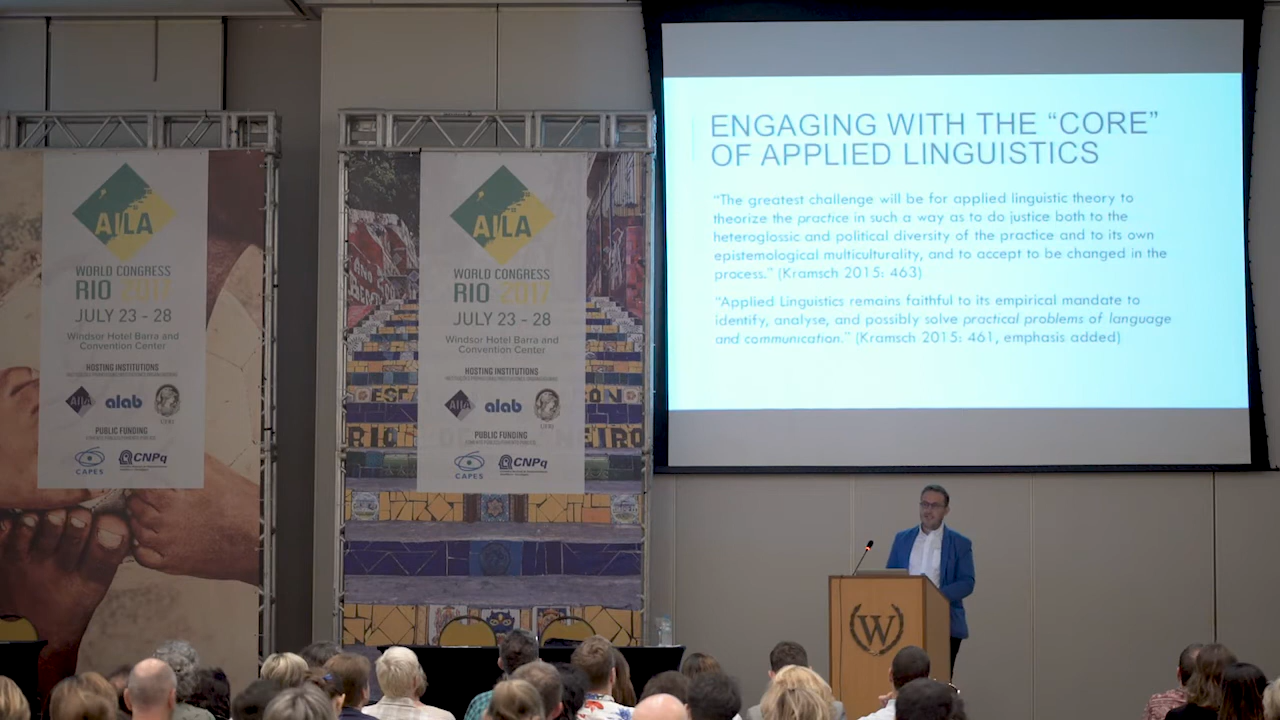 AILA
WORLD CONGRESS
RIO 2017
JULY 23 - 28
Windsor Hotel Barra and
Convention Center
HOSTING INSTITUTIONS
AILA alab
PUBLIC FUNDING
CAPES CNPq
AILA
WORLD CONGRESS
RIO 2017
JULY 23 - 28
Windsor Hotel Barra and
Convention Center
HOSTING INSTITUTIONS
AILA alab
PUBLIC FUNDING
CAPES CNPq
ENGAGING WITH THE “CORE”
OF APPLIED LINGUISTICS
“The greatest challenge will be for applied linguistic theory to
theorize the practice in such a way as to do justice both to the
heteroglossic and political diversity of the practice and to its own
epistemological multiculturality, and to accept to be changed in the
process.” (Kramsch 2015: 463)
“Applied Linguistics remains faithful to its empirical mandate to
identify, analyse, and possibly solve practical problems of language
and communication.” (Kramsch 2015: 461, emphasis added)
W